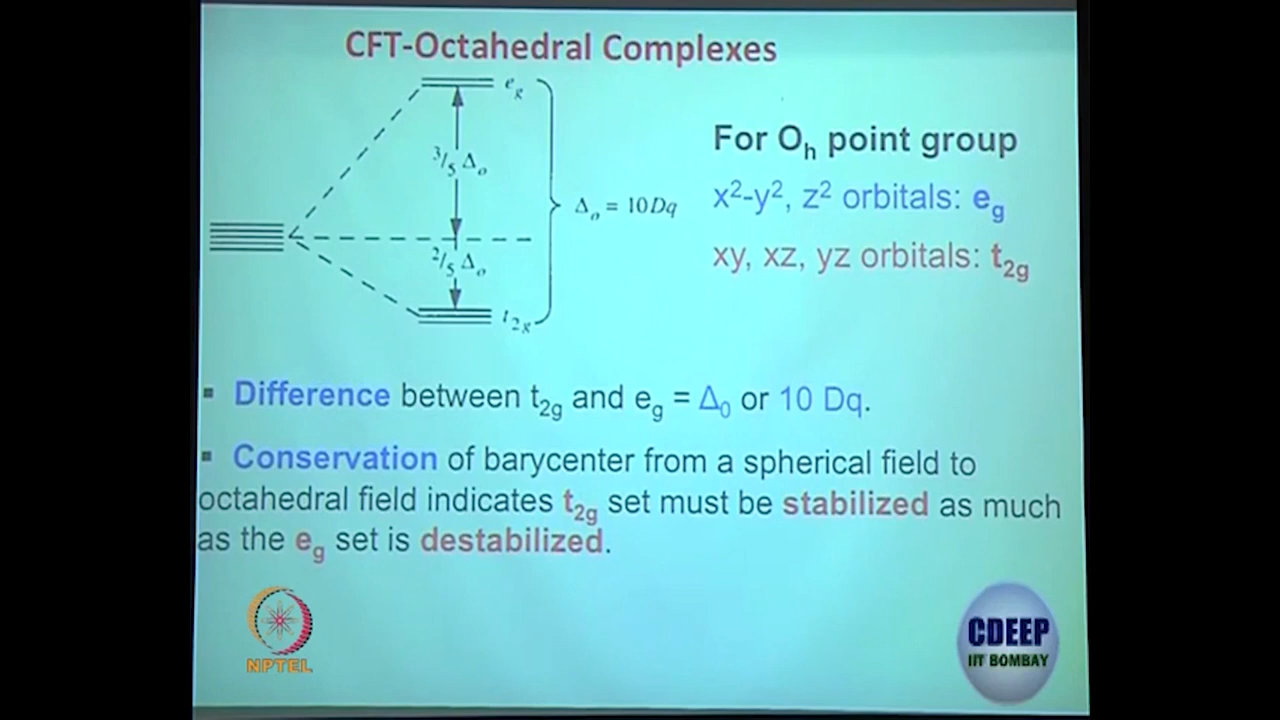 CFT-Octahedral Complexes
eg
3/5 Δo
Δo = 10Dq
2/5 Δo
t2g
For Oh point group
x²-y², z² orbitals: eg
xy, xz, yz orbitals: t2g
▪ Difference between t2g and eg = Δ0 or 10 Dq.
▪ Conservation of barycenter from a spherical field to
octahedral field indicates t2g set must be stabilized as much
as the eg set is destabilized.
NPTEL
CDEEP
IIT BOMBAY